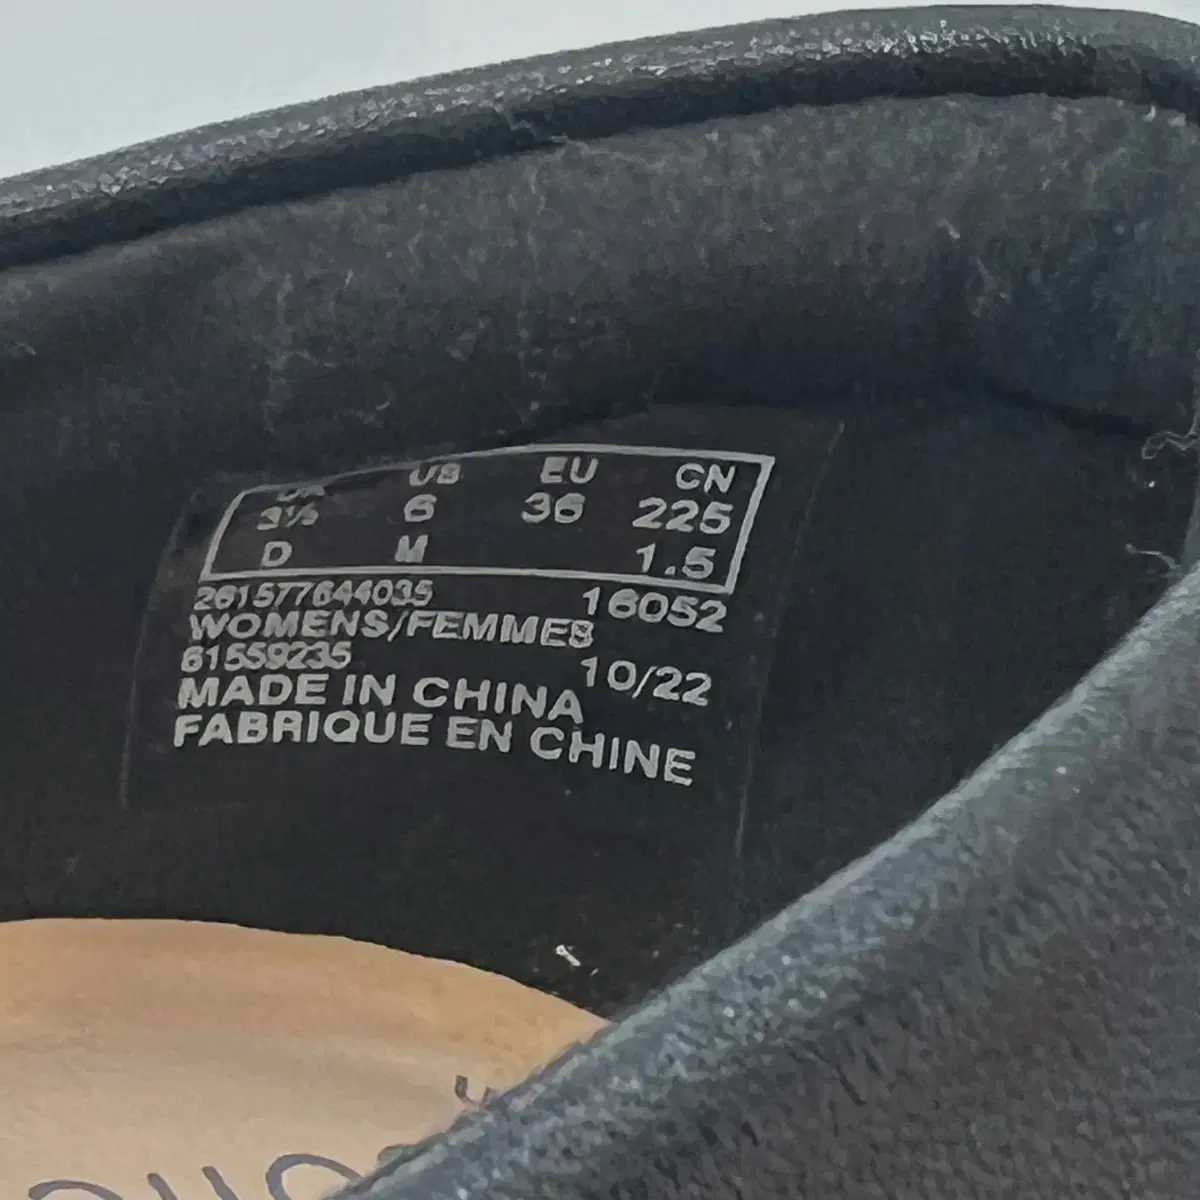 UK US EU CN
3½ 6 36 225
D M 1.5
261577644035 16052
WOMENS/FEMMES
61559235 10/22
MADE IN CHINA
FABRIQUE EN CHINE